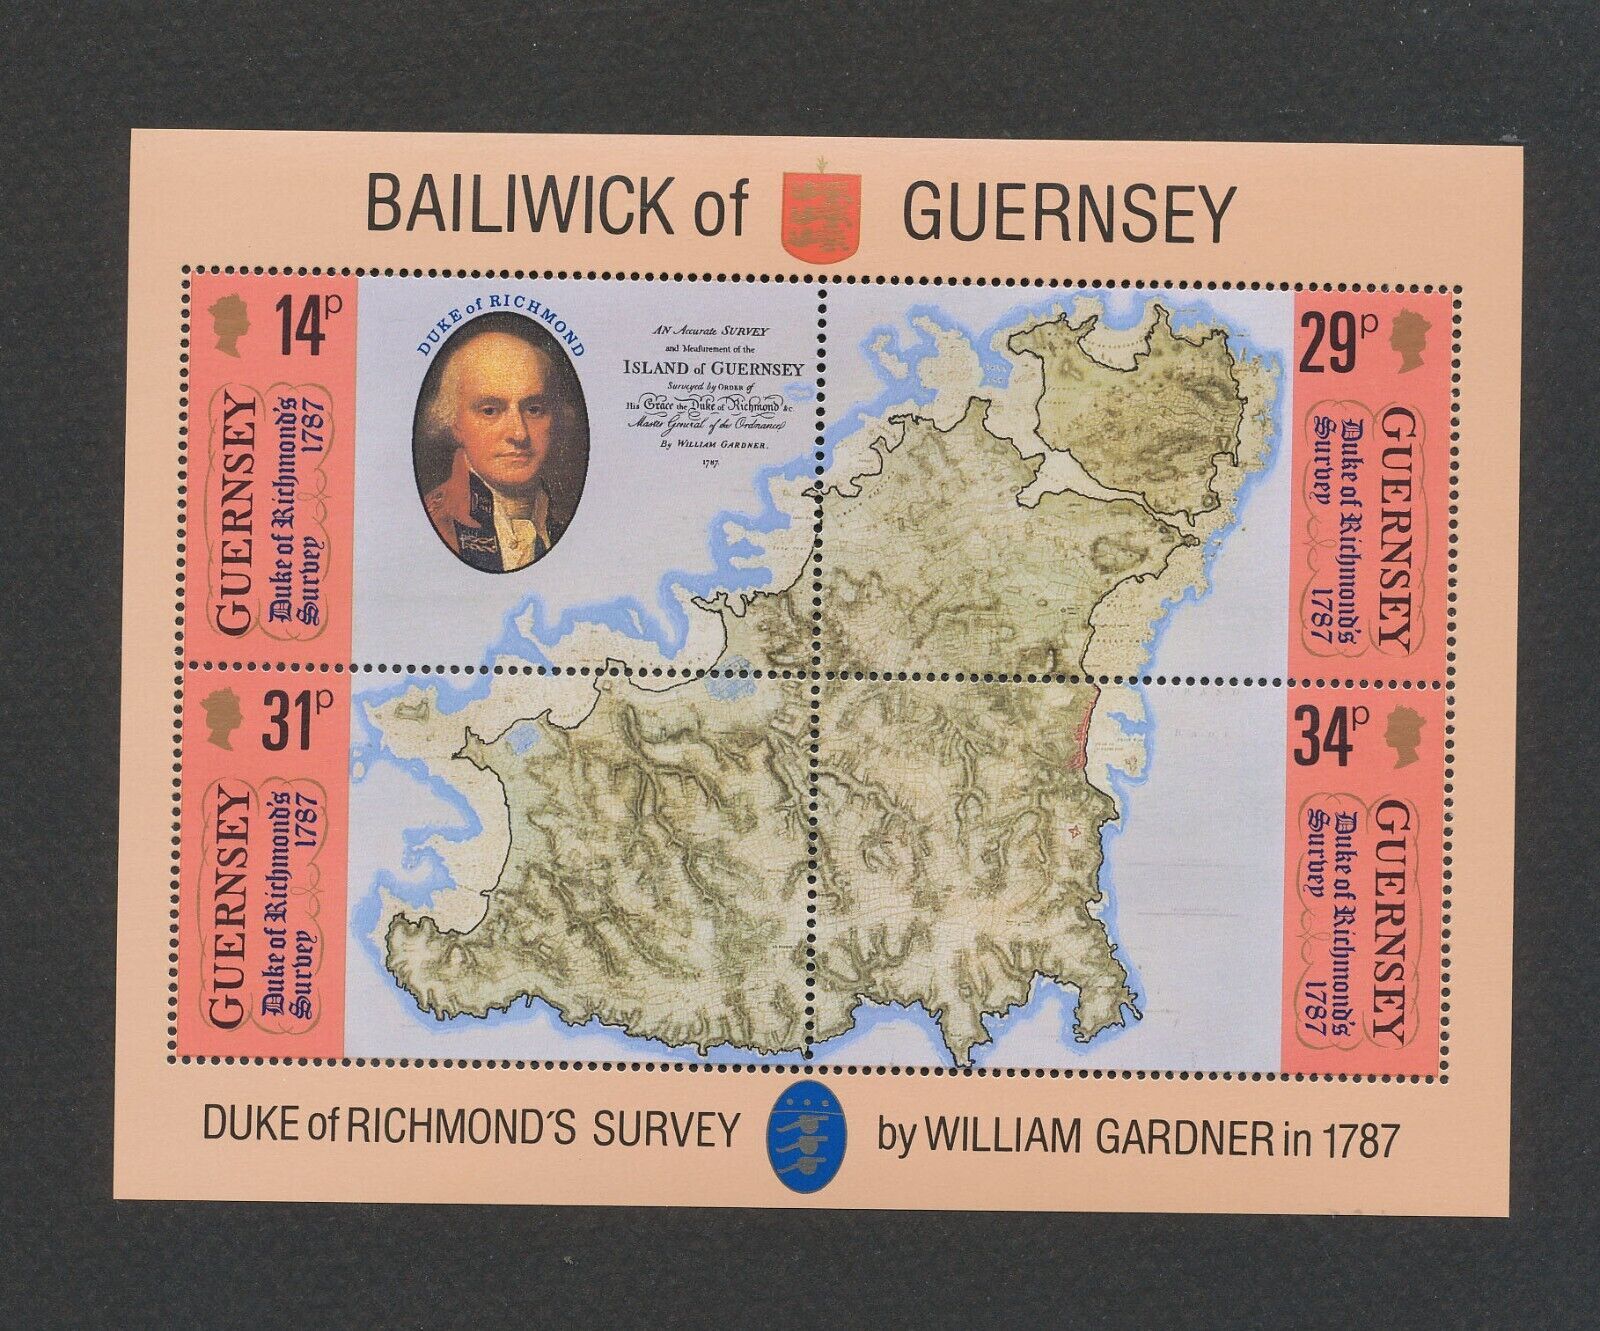 BAILIWICK of GUERNSEY
14p
GUERNSEY
Duke of Richmond's
Survey 1787
DUKE of RICHMOND
AN Accurate SURVEY
and Meaſurement of the
ISLAND of GUERNSEY
Surveyed by ORDER of
His Grace the Duke of Richmond &c.
Master General of the Ordnance
By WILLIAM GARDNER.
1787.
29p
GUERNSEY
Duke of Richmond's
Survey 1787
31p
GUERNSEY
Duke of Richmond's
Survey 1787
34p
GUERNSEY
Duke of Richmond's
Survey 1787
DUKE of RICHMOND'S SURVEY by WILLIAM GARDNER in 1787